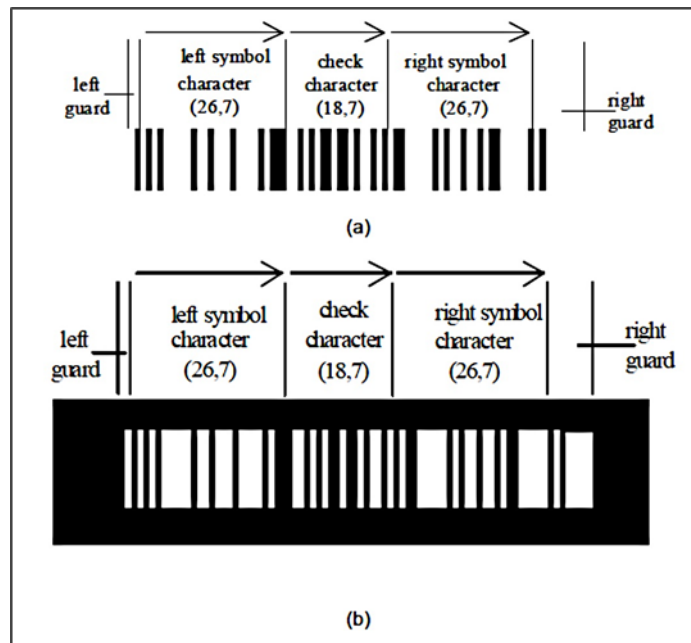 left
guard
left symbol
character
(26,7)
check
character
(18,7)
right symbol
character
(26,7)
right
guard
(a)
left
guard
left symbol
character
(26,7)
check
character
(18,7)
right symbol
character
(26,7)
right
guard
(b)